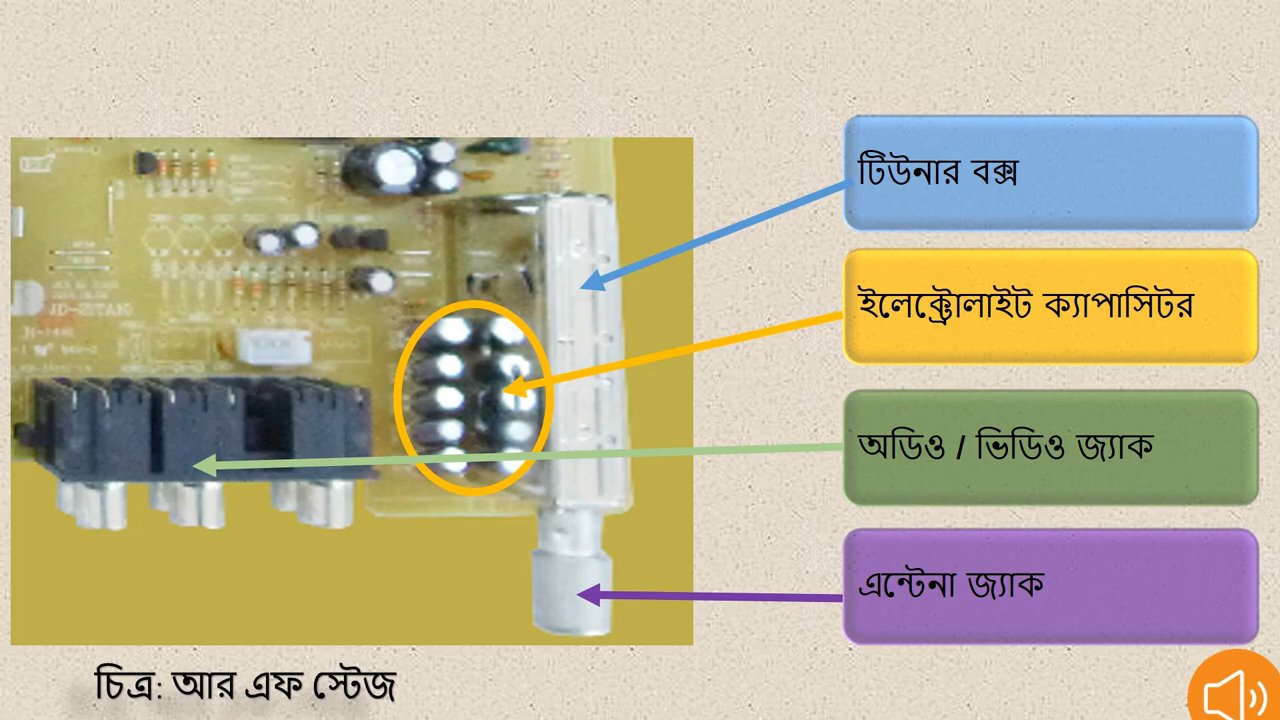 টিউনার বক্স
ইলেক্ট্রোলাইট ক্যাপাসিটর
অডিও / ভিডিও জ্যাক
এন্টেনা জ্যাক
চিত্র: আর এফ স্টেজ